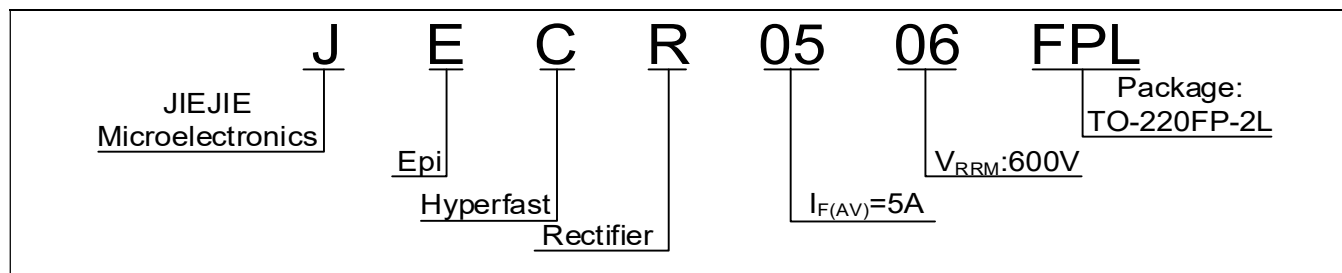 J E C R 05 06 FPL
JIEJIE
Microelectronics
Epi
Hyperfast
Rectifier
IF(AV)=5A
VRRM:600V
Package:
TO-220FP-2L